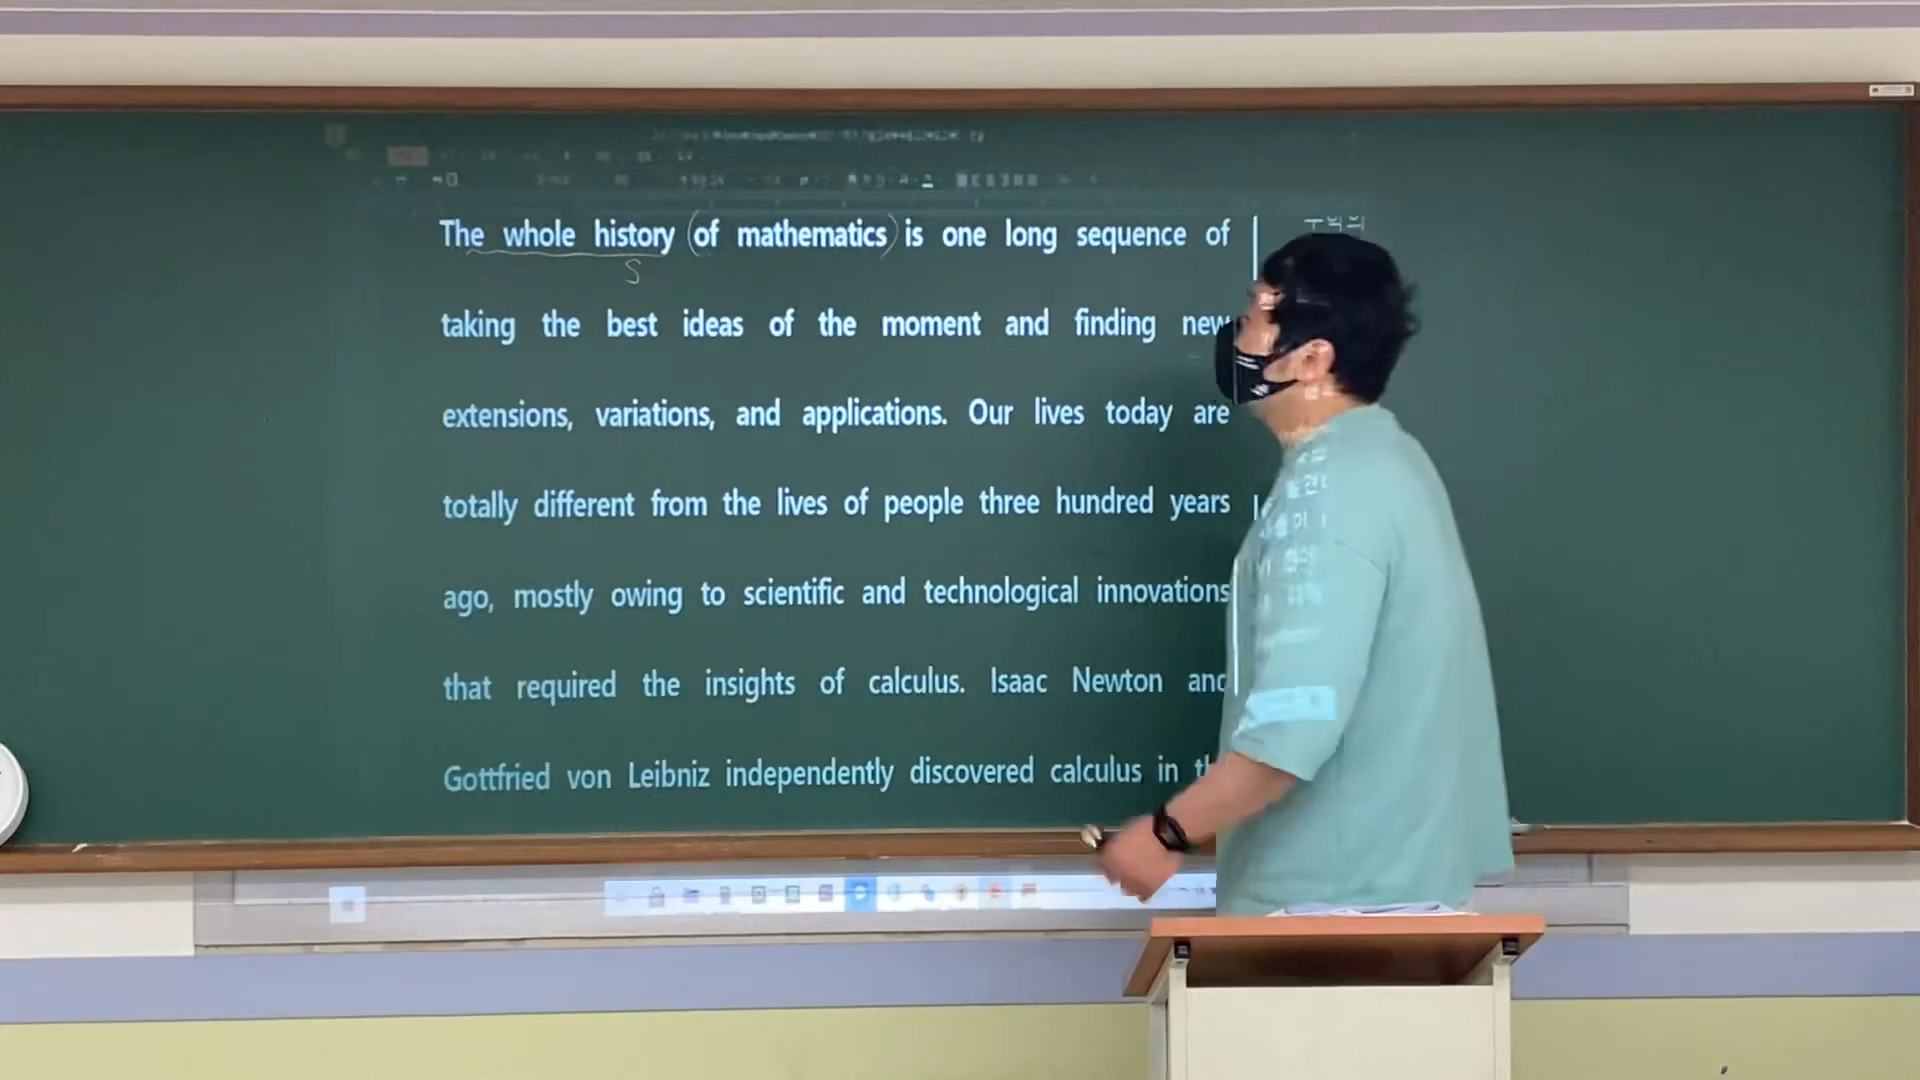 The whole history (of mathematics) is one long sequence of
S
taking the best ideas of the moment and finding new
extensions, variations, and applications. Our lives today are
totally different from the lives of people three hundred years
ago, mostly owing to scientific and technological innovations
that required the insights of calculus. Isaac Newton and
Gottfried von Leibniz independently discovered calculus in